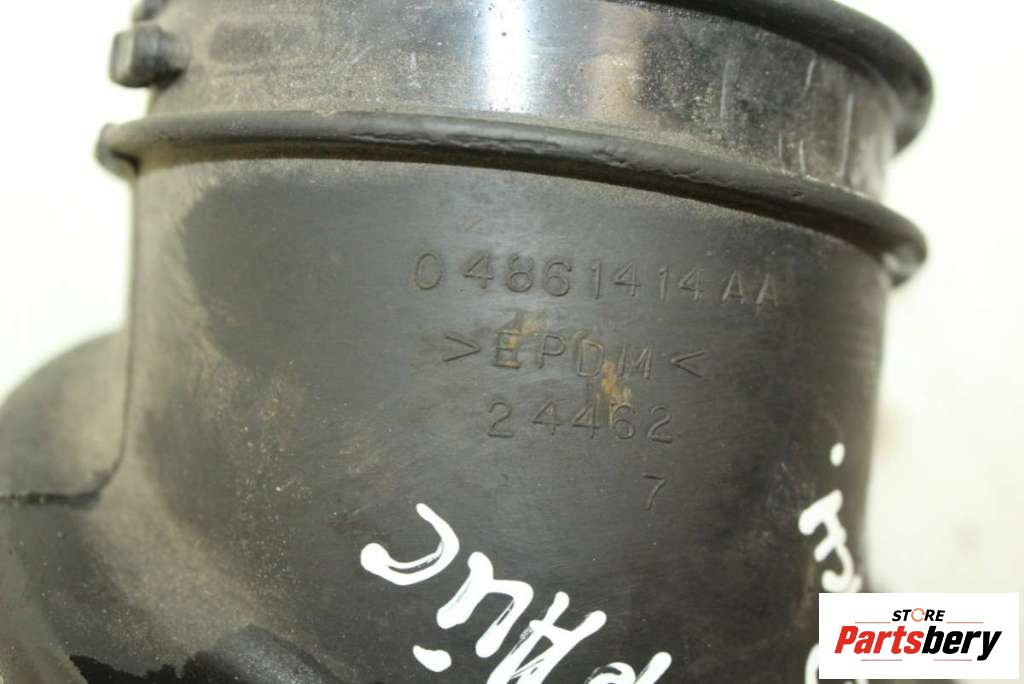 04861414AA
>EPDM<
24462
7
STORE
Partsbery